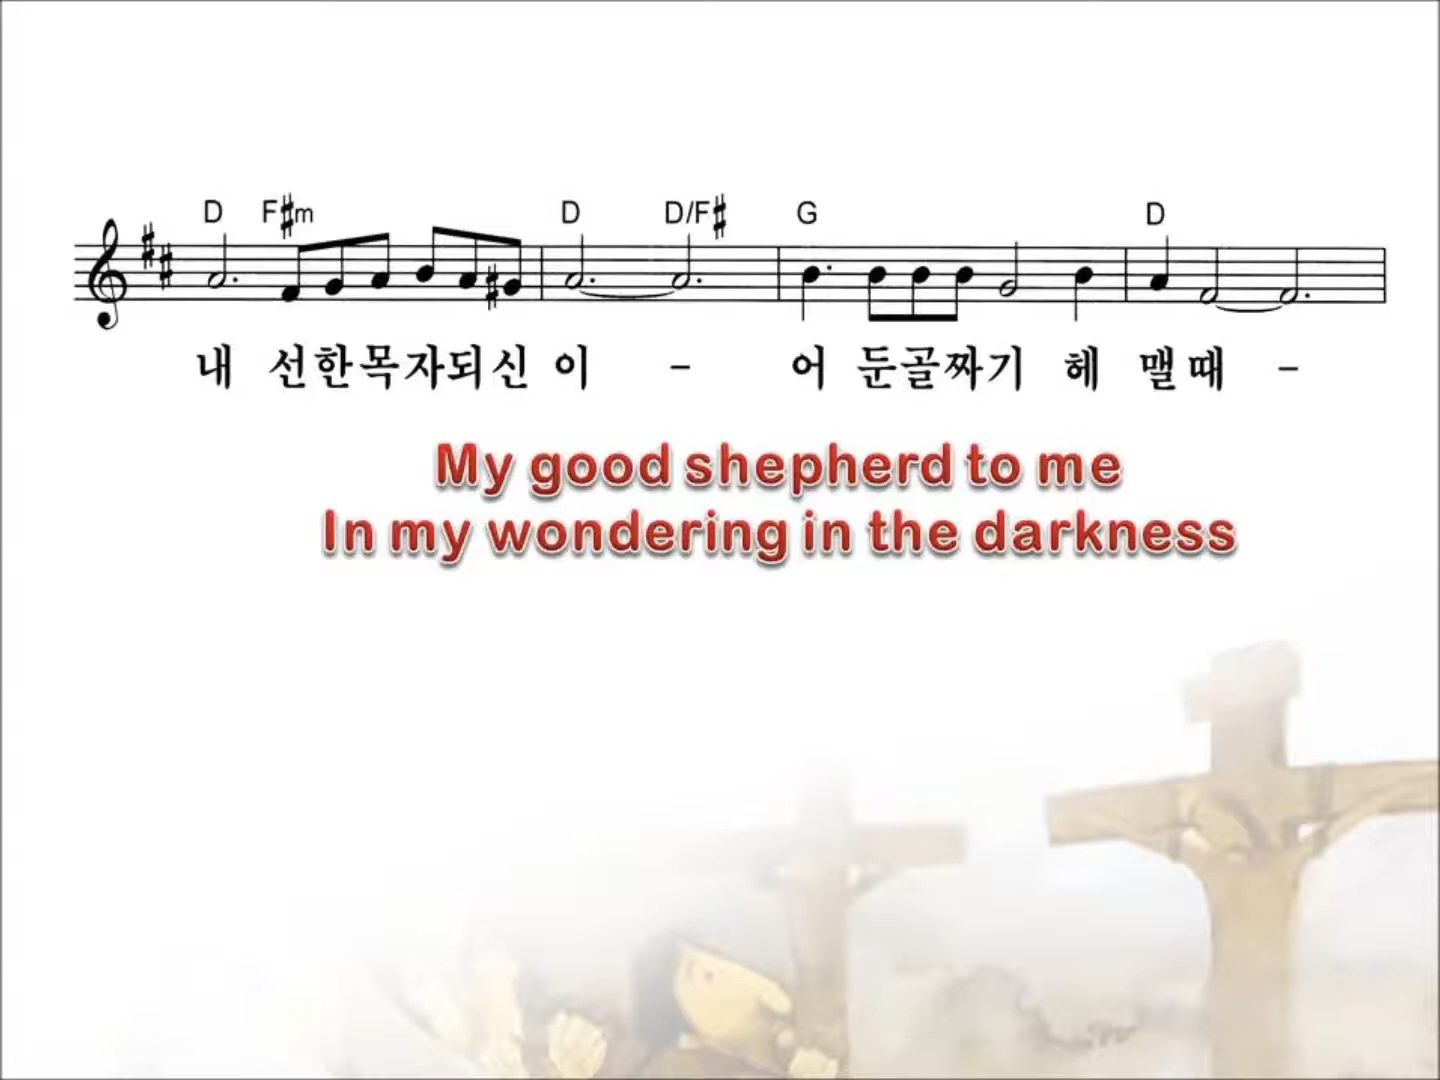 D F♯m D D/F♯ G D
내 선한목자되신 이 - 어 둔골짜기 헤 맬 때 -
My good shepherd to me
In my wondering in the darkness